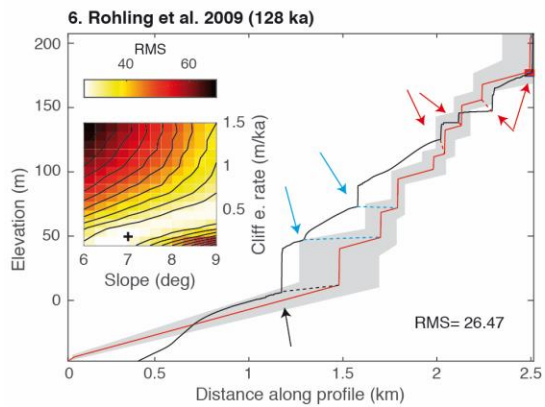 6. Rohling et al. 2009 (128 ka)
200
150
100
50
0
Elevation (m)
RMS
40
60
1.5
1
0.5
Cliff e. rate (m/ka)
6
7
8
9
Slope (deg)
RMS= 26.47
0
0.5
1
1.5
2
2.5
Distance along profile (km)